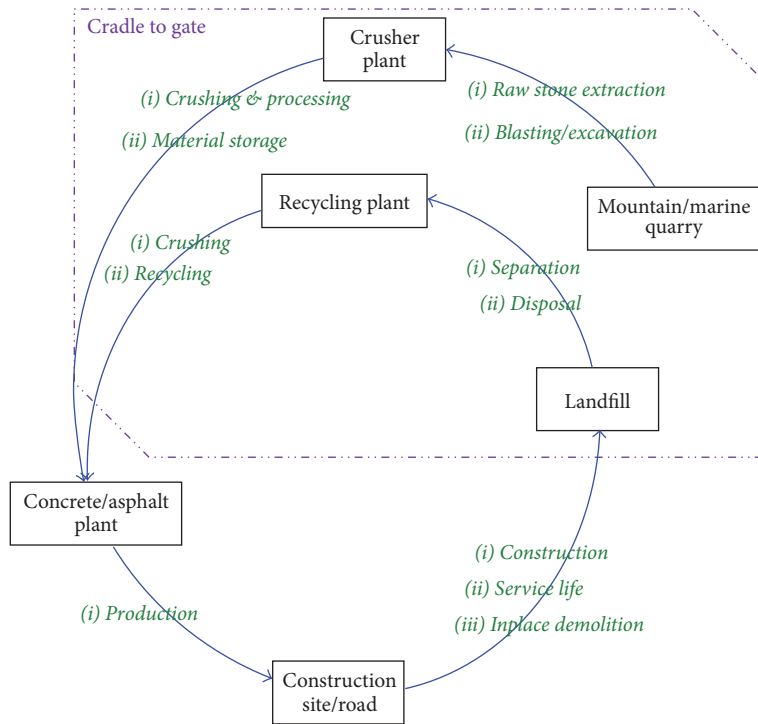 Cradle to gate
Crusher
plant
(i) Raw stone extraction
(i) Crushing & processing
(ii) Blasting/excavation
(ii) Material storage
Recycling plant
Mountain/marine
quarry
(i) Crushing
(ii) Recycling
(i) Separation
(ii) Disposal
Landfill
Concrete/asphalt
plant
(i) Construction
(ii) Service life
(i) Production
(iii) Inplace demolition
Construction
site/road